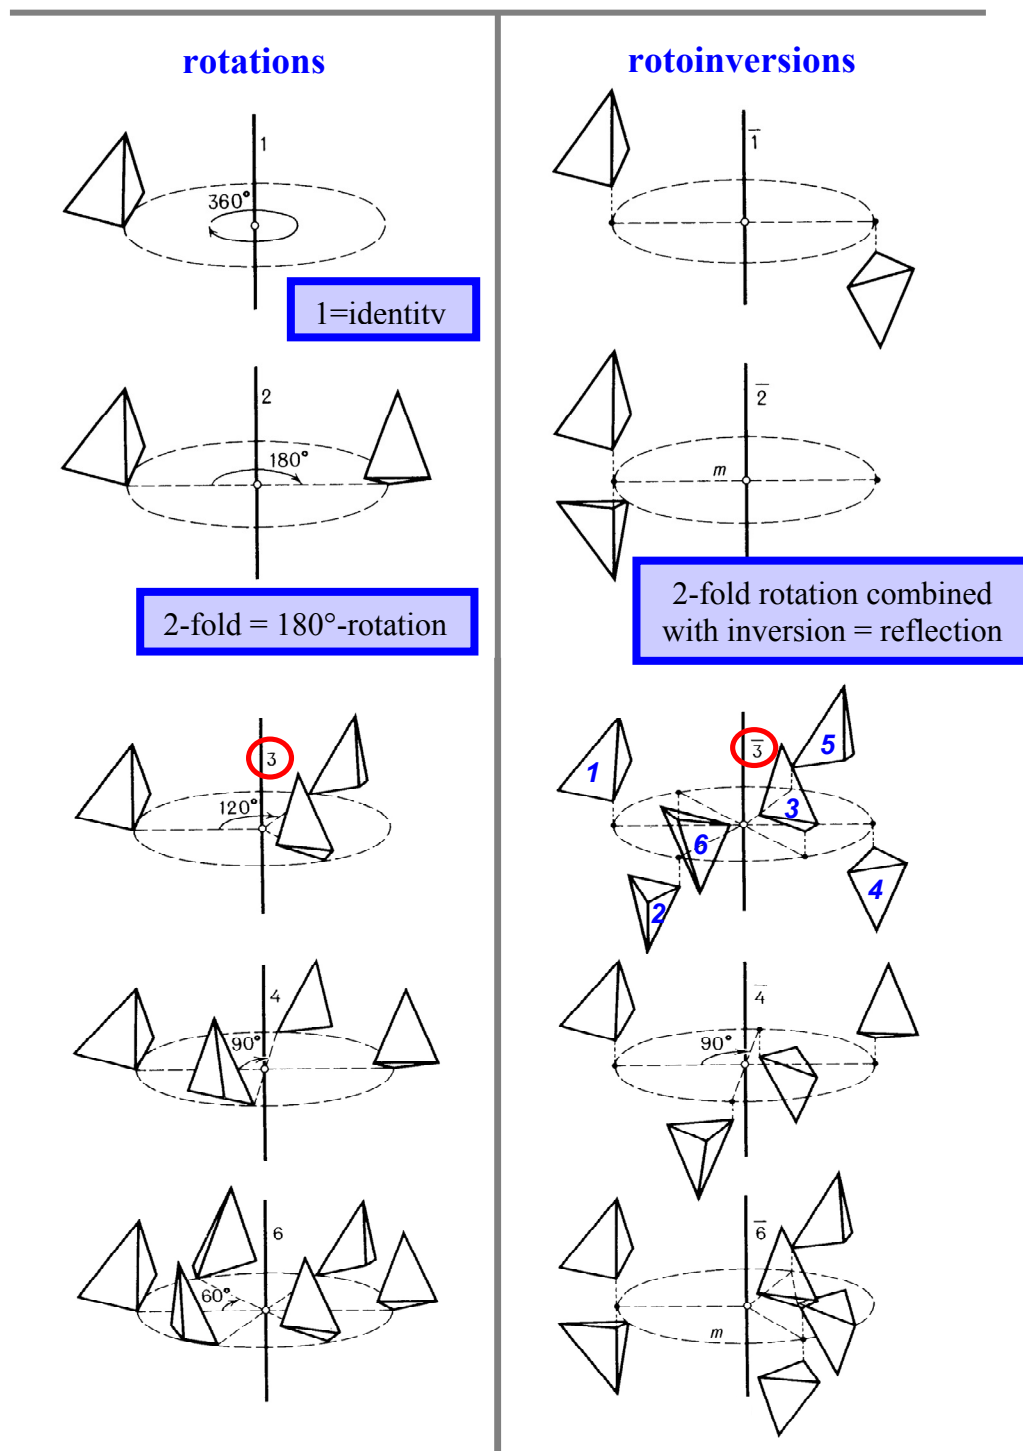 rotations
1
360°
1=identitv
2
180°
2-fold = 180°-rotation
3
120°
4
90°
6
60°
rotoinversions
1̅
2̅
m
2-fold rotation combined
with inversion = reflection
3̅
1
5
3
6
4
2
4̅
90°
6̅
m